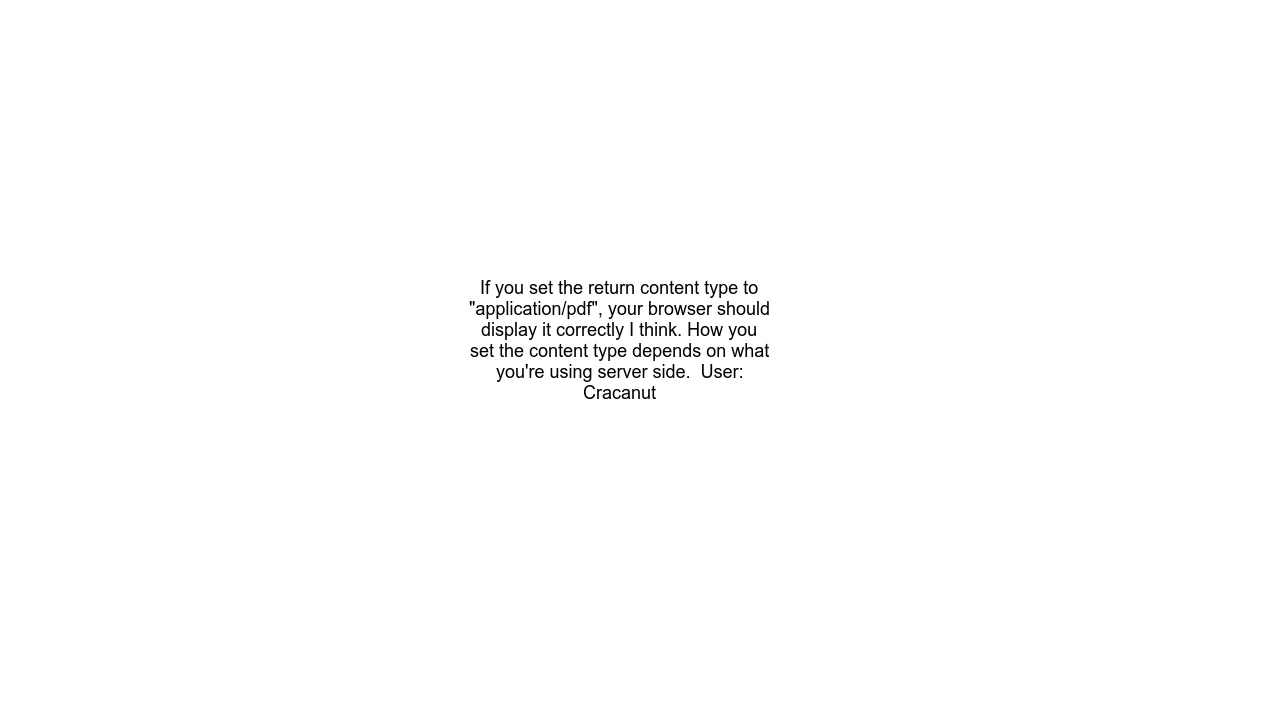 If you set the return content type to
"application/pdf", your browser should
display it correctly I think. How you
set the content type depends on what
you're using server side.  User:
Cracanut